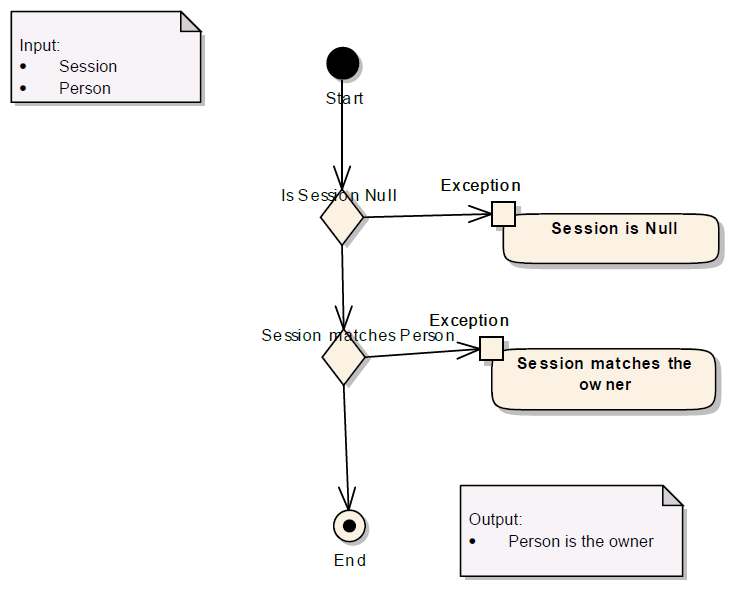 Input:
• Session
• Person
Start
Is Session Null
Exception
Session is Null
Session matches Person
Exception
Session matches the
owner
End
Output:
• Person is the owner